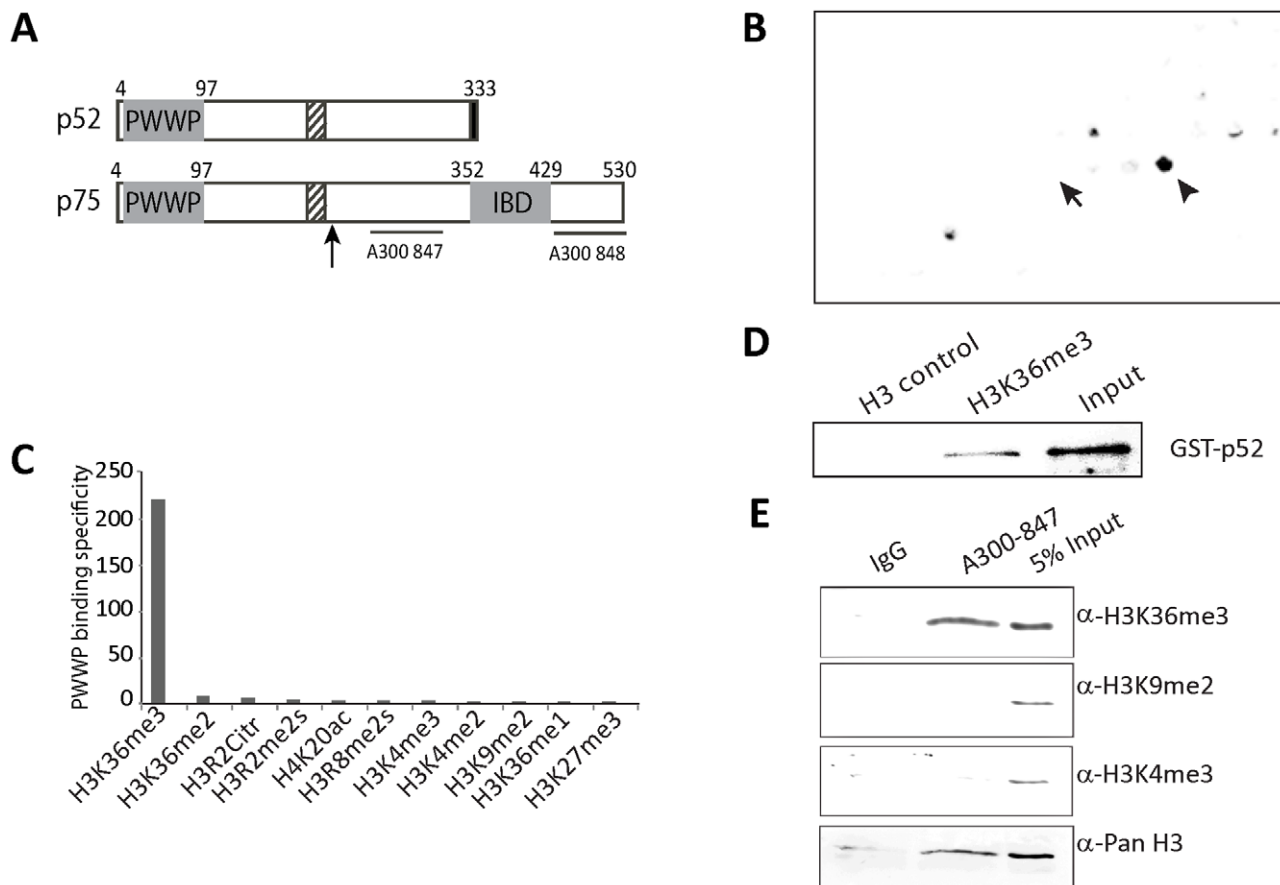 A
4 97 333
p52 PWWP
4 97 352 429 530
p75 PWWP IBD
A300 847 A300 848
B
C
PWWP binding specificity
250
200
150
100
50
0
H3K36me3
H3K36me2
H3R2Citr
H3R2me2s
H4K20ac
H3R8me2s
H3K4me3
H3K4me2
H3K9me2
H3K36me1
H3K27me3
D
H3 control
H3K36me3
Input
GST-p52
E
IgG
A300-847
5% Input
α-H3K36me3
α-H3K9me2
α-H3K4me3
α-Pan H3